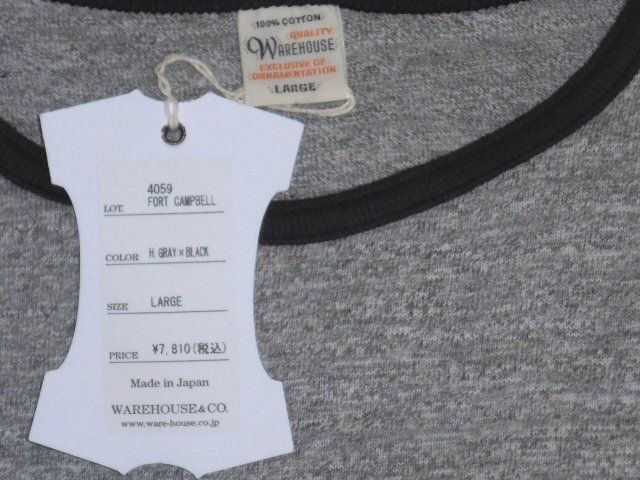 100% COTTON
QUALITY
WAREHOUSE
EXCLUSIVE OF
ORNAMENTATION
LARGE
LOT. 4059
FORT CAMPBELL
COLOR H.GRAY×BLACK
SIZE LARGE
PRICE ¥7,810(税込)
Made in Japan
WAREHOUSE&CO.
www.ware-house.co.jp